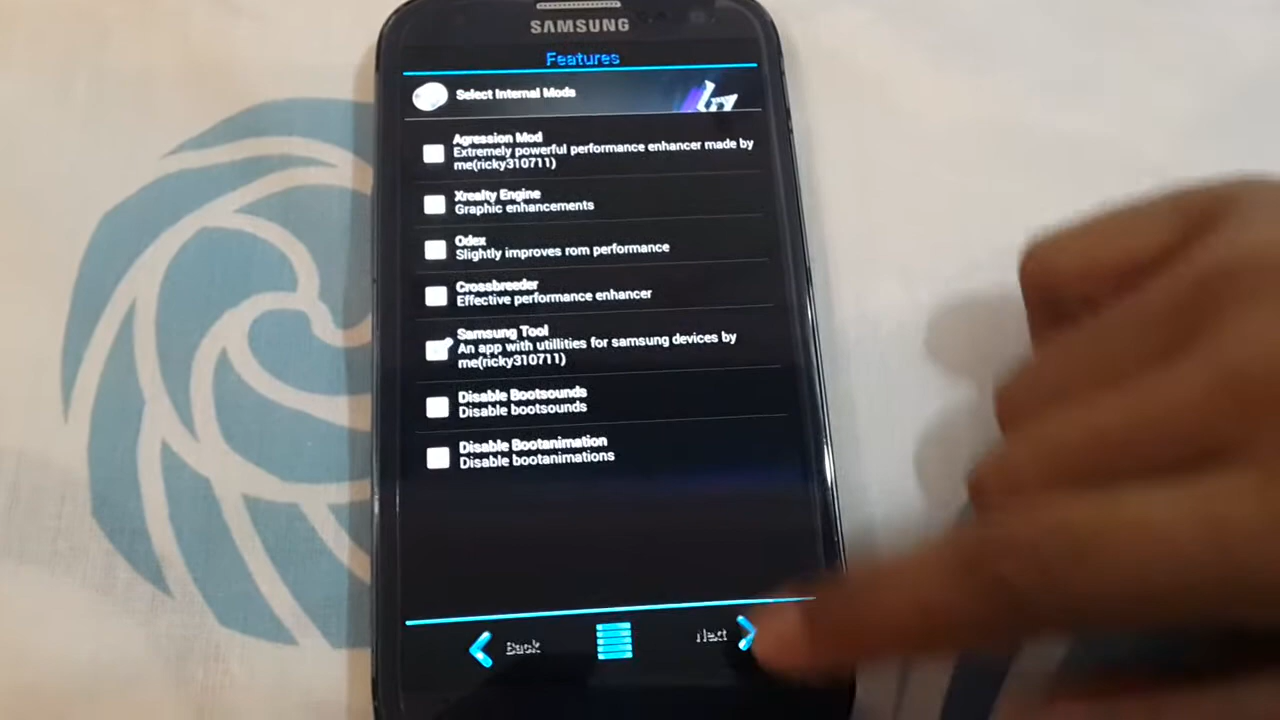 SAMSUNG
Features
Select Internal Mods
Agression Mod
Extremely powerful performance enhancer made by
me(ricky310711)
Xrealty Engine
Graphic enhancements
Odex
Slightly improves rom performance
Crossbreeder
Effective performance enhancer
Samsung Tool
An app with utillities for samsung devices by
me(ricky310711)
Disable Bootsounds
Disable bootsounds
Disable Bootanimation
Disable bootanimations
Back
Next